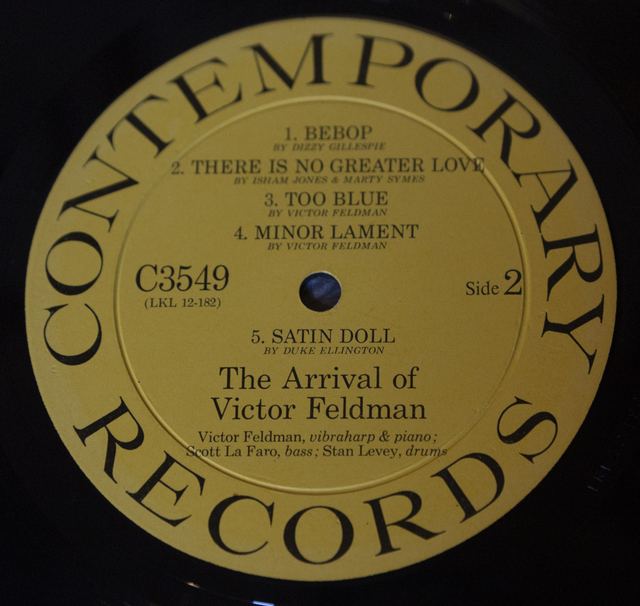 CONTEMPORARY
1. BEBOP
BY DIZZY GILLESPIE
2. THERE IS NO GREATER LOVE
BY ISHAM JONES & MARTY SYMES
3. TOO BLUE
BY VICTOR FELDMAN
4. MINOR LAMENT
BY VICTOR FELDMAN
C3549
(LKL 12-182)
Side 2
5. SATIN DOLL
BY DUKE ELLINGTON
The Arrival of
Victor Feldman
Victor Feldman, vibraharp & piano;
Scott La Faro, bass; Stan Levey, drums
RECORDS